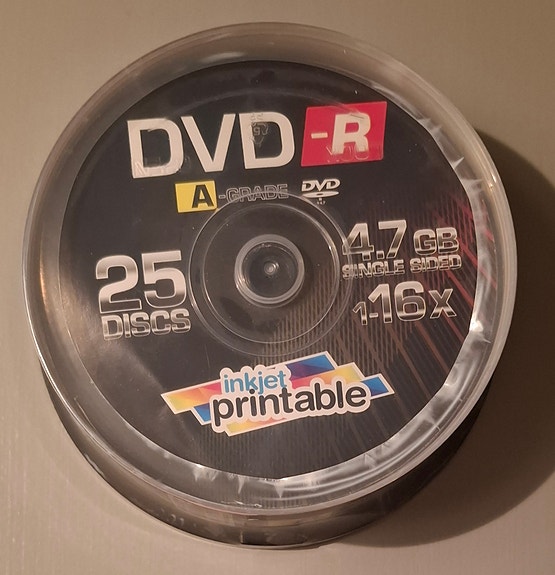 DVD-R
A-GRADE DVD
25 DISCS
4.7 GB
SINGLE SIDED
1-16x
inkjet
printable